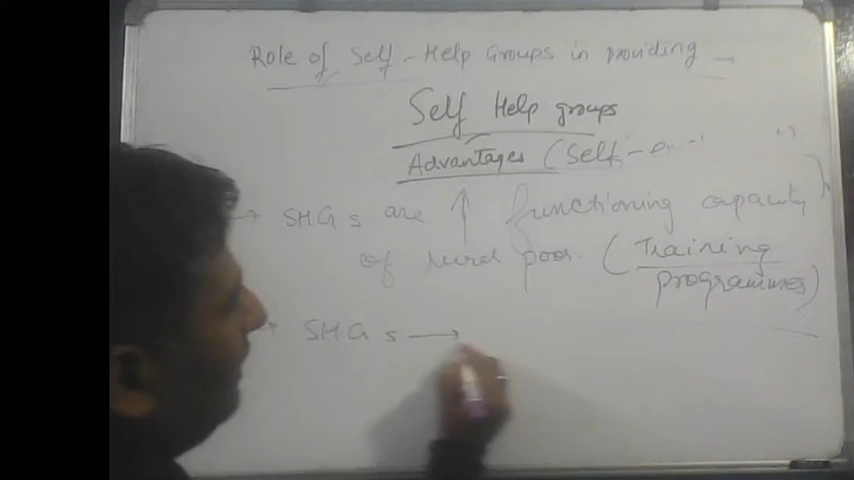 Role of Self-Help Groups in providing →
Self Help groups
Advantages (Self-
→ SHGs are ↑ functioning capacity
of rural poor. (Training
programmes)
→ SHGs →